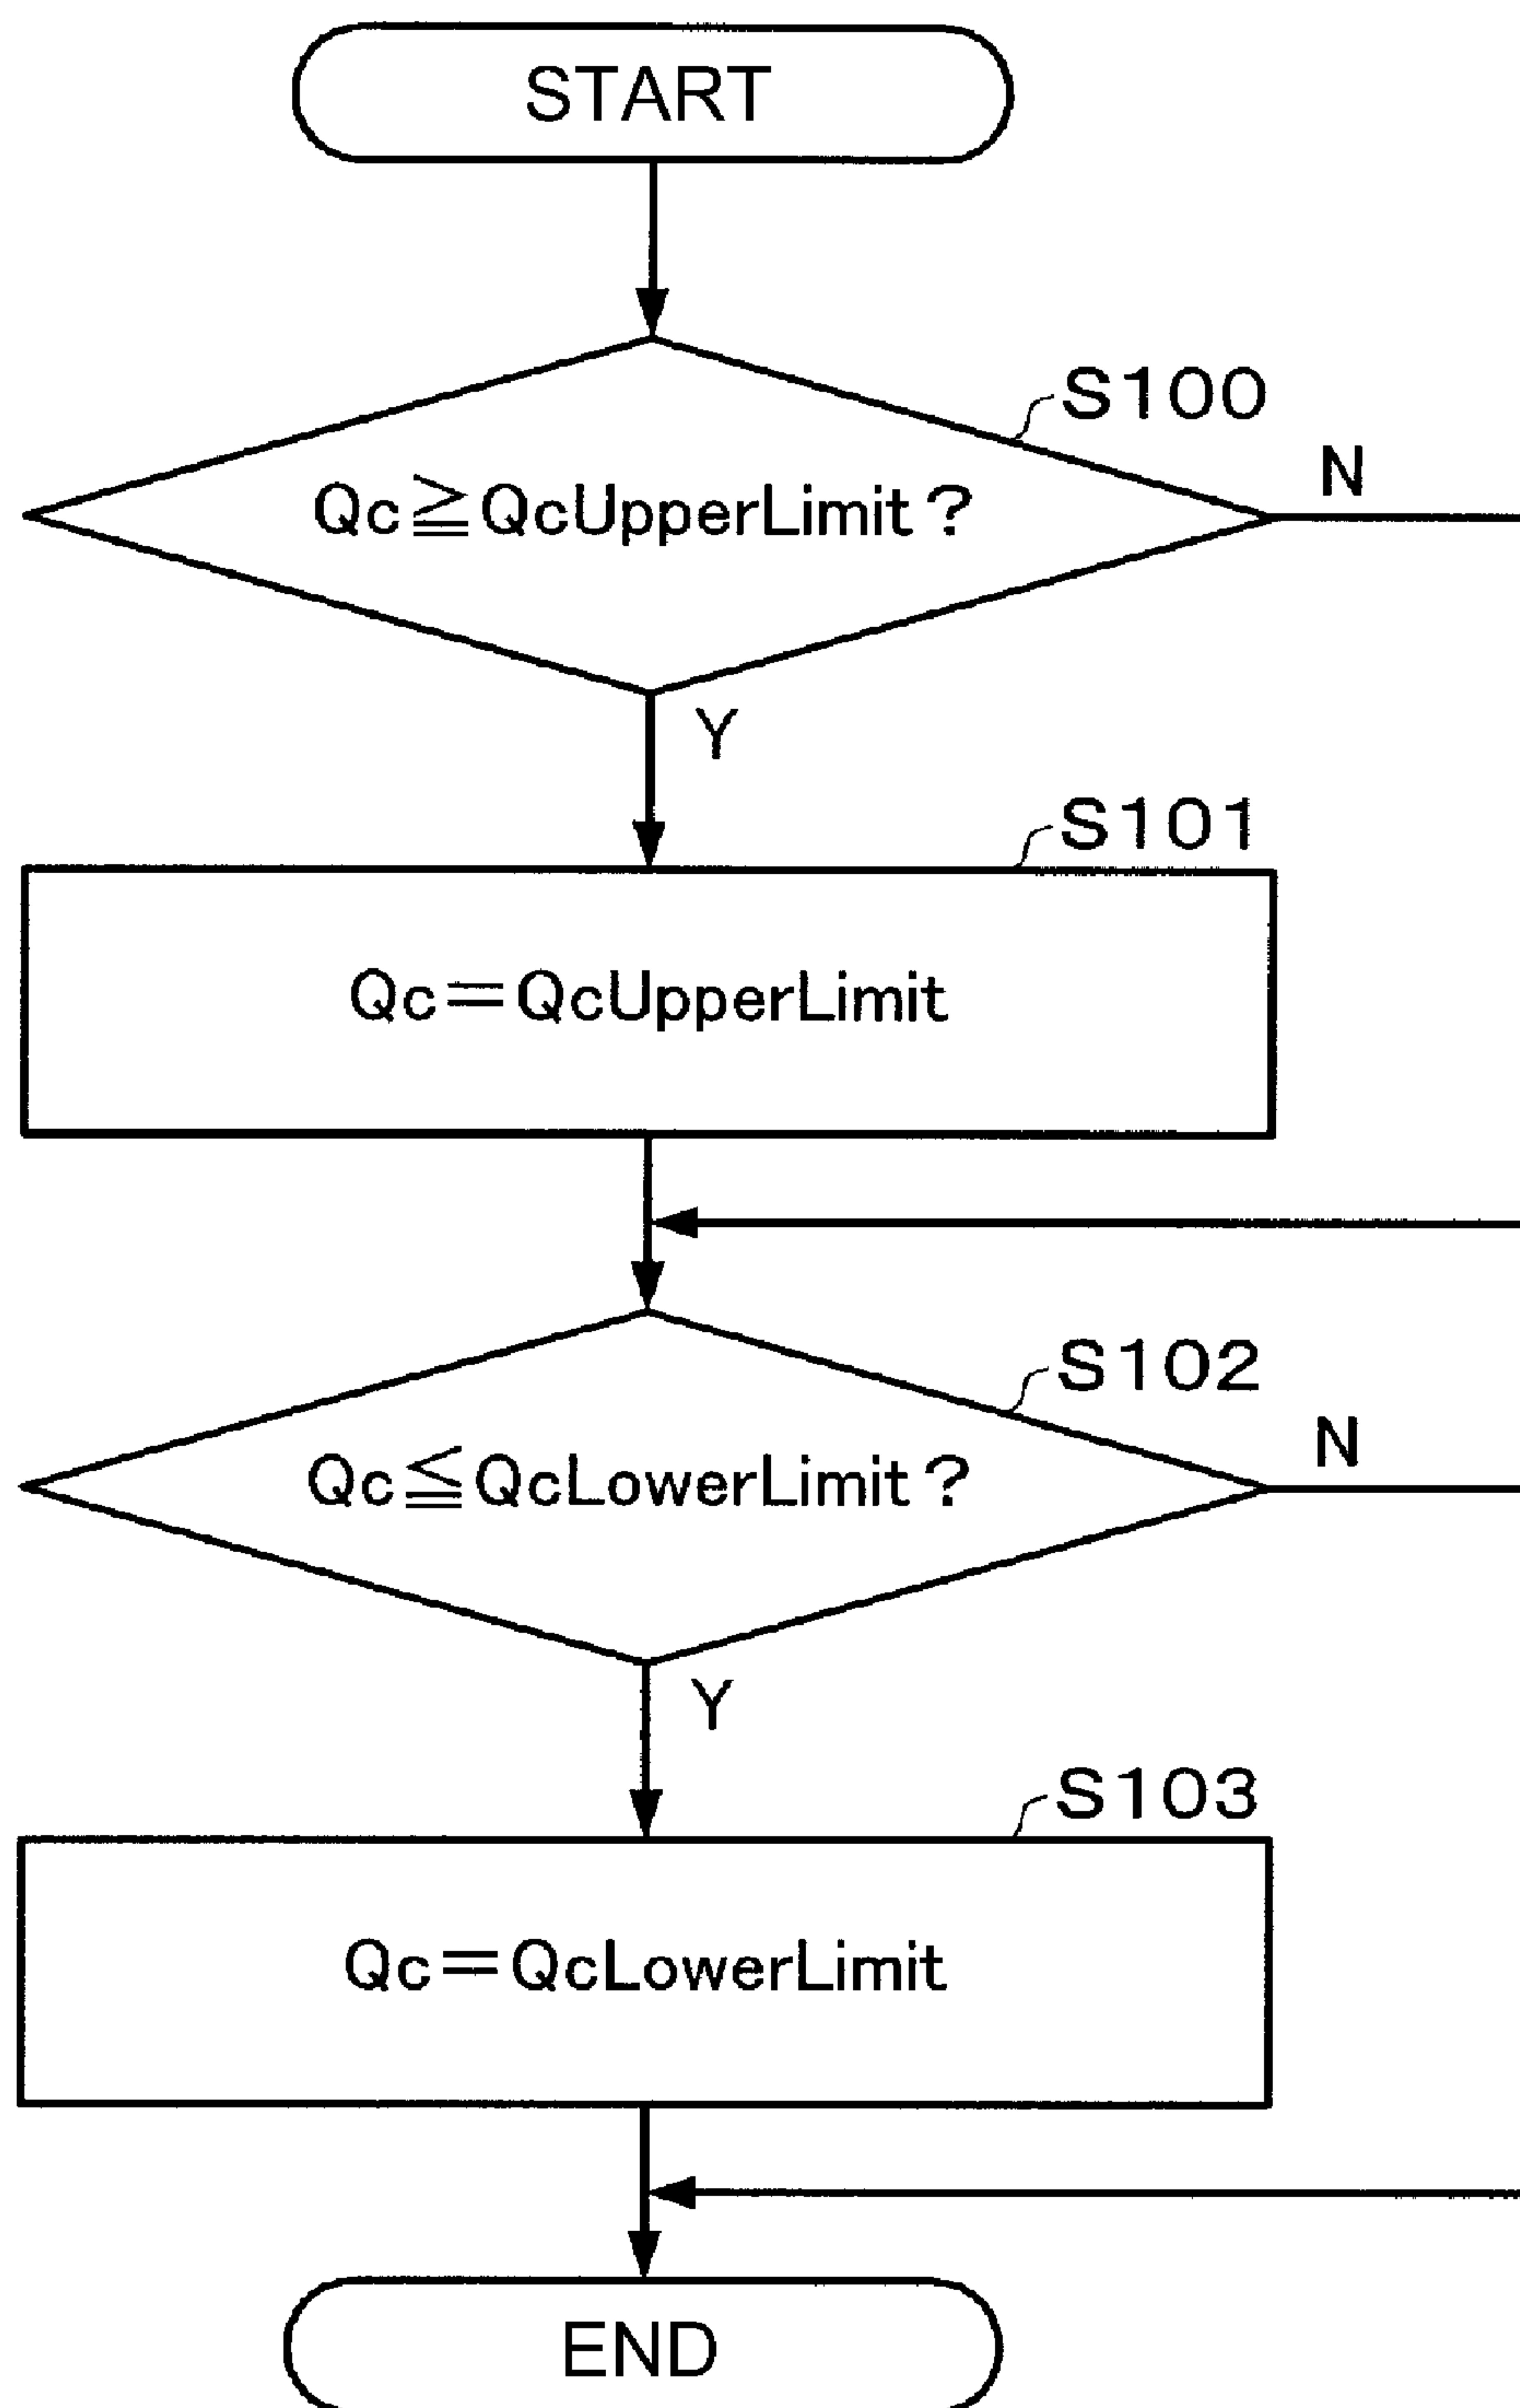 START
S100
N
Qc≧QcUpperLimit?
Y
S101
Qc=QcUpperLimit
S102
N
Qc≦QcLowerLimit?
Y
S103
Qc=QcLowerLimit
END